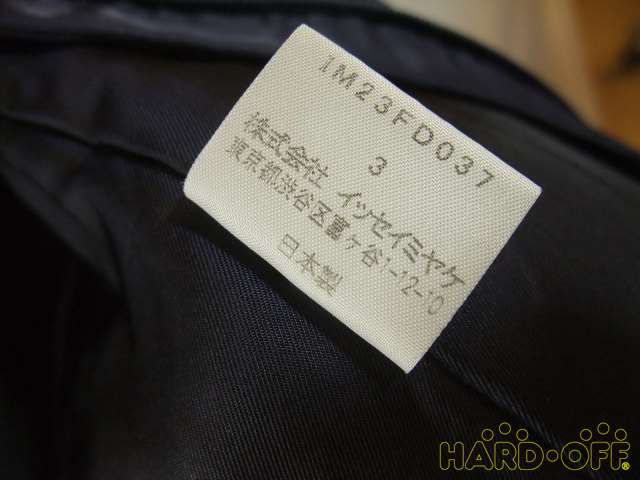 IM23FD037
3
株式会社 イッセイミヤケ
東京都渋谷区富ヶ谷1-12-10
日本製
HARD・OFF